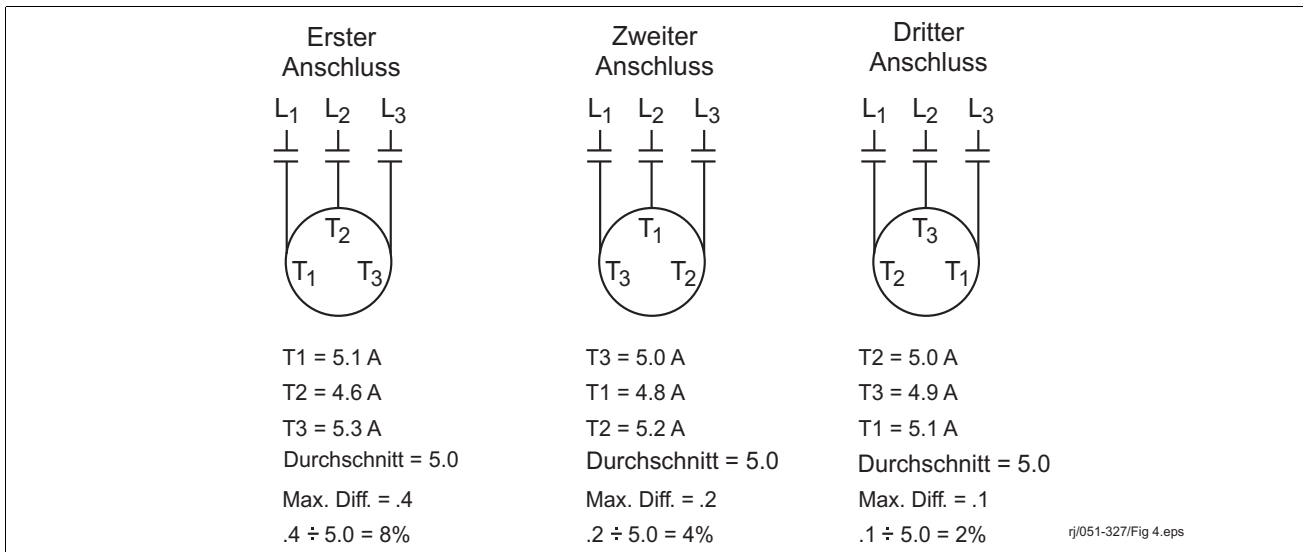 Erster
Anschluss
L1 L2 L3
T2
T1 T3
T1 = 5.1 A
T2 = 4.6 A
T3 = 5.3 A
Durchschnitt = 5.0
Max. Diff. = .4
.4 ÷ 5.0 = 8%
Zweiter
Anschluss
L1 L2 L3
T1
T3 T2
T3 = 5.0 A
T1 = 4.8 A
T2 = 5.2 A
Durchschnitt = 5.0
Max. Diff. = .2
.2 ÷ 5.0 = 4%
Dritter
Anschluss
L1 L2 L3
T3
T2 T1
T2 = 5.0 A
T3 = 4.9 A
T1 = 5.1 A
Durchschnitt = 5.0
Max. Diff. = .1
.1 ÷ 5.0 = 2%
rj/051-327/Fig 4.eps